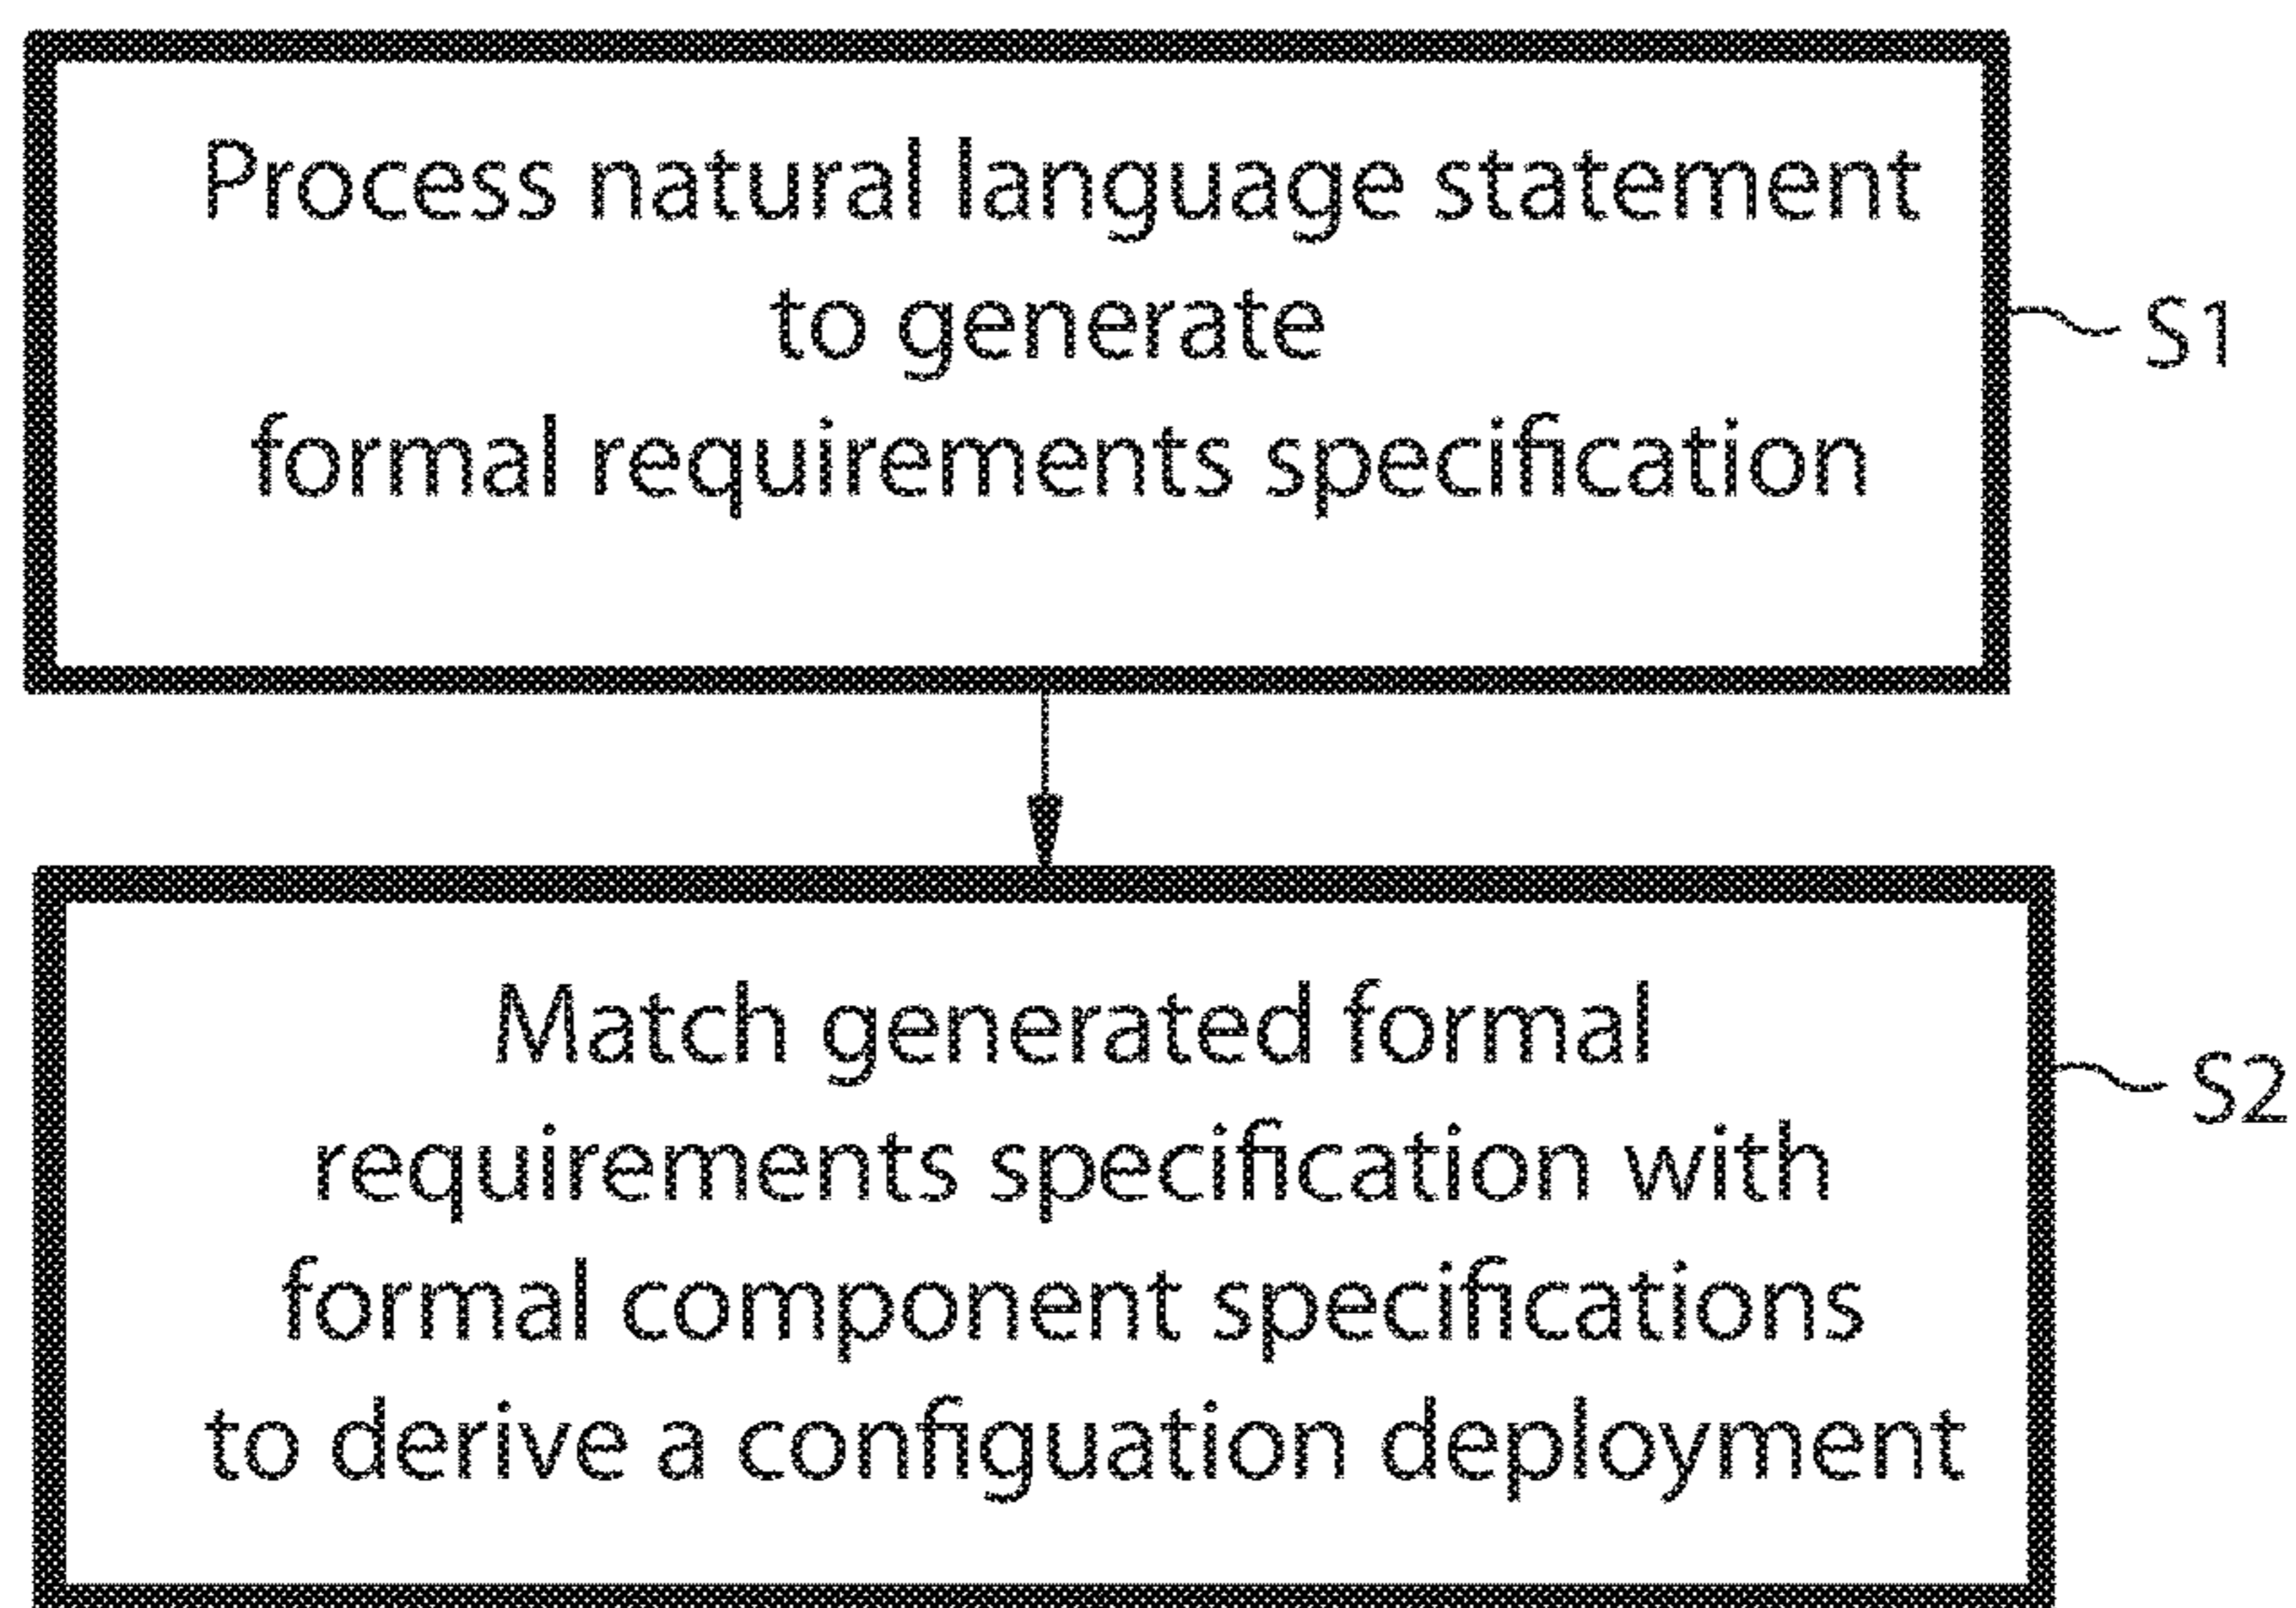 Process natural language statement
to generate
formal requirements specification
S1
Match generated formal
requirements specification with
formal component specifications
to derive a configuation deployment
S2